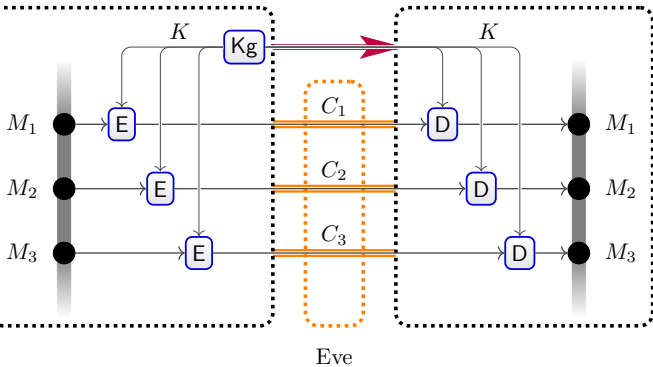 K Kg K
C1
M1 E D M1
C2
M2 E D M2
C3
M3 E D M3
Eve